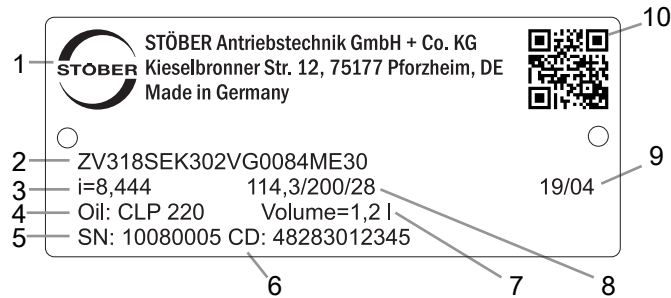 10
STÖBER Antriebstechnik GmbH + Co. KG
1 STÖBER Kieselbronner Str. 12, 75177 Pforzheim, DE
Made in Germany
9
2 ZV318SEK302VG0084ME30
3 i=8,444 114,3/200/28 19/04
4 Oil: CLP 220 Volume=1,2 l
5 SN: 10080005 CD: 48283012345
6 7 8